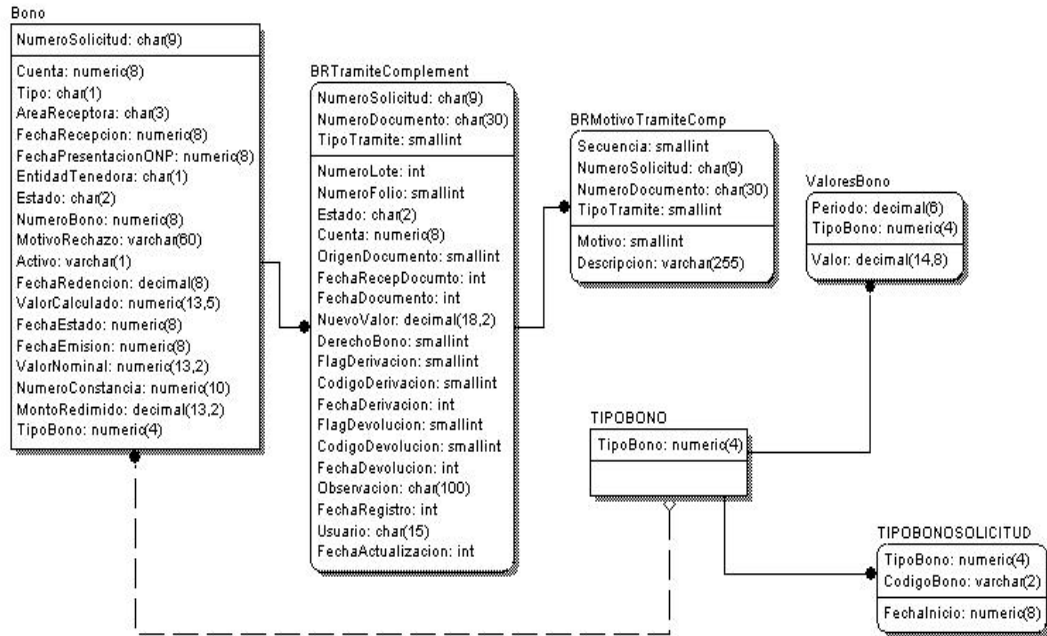 Bono
NumeroSolicitud: char(9)
Cuenta: numeric(8)
Tipo: char(1)
AreaReceptora: char(3)
FechaRecepcion: numeric(8)
FechaPresentacionONP: numeric(8)
EntidadTenedora: char(1)
Estado: char(2)
NumeroBono: numeric(8)
MotivoRechazo: varchar(60)
Activo: varchar(1)
FechaRedencion: decimal(8)
ValorCalculado: numeric(13,5)
FechaEstado: numeric(8)
FechaEmision: numeric(8)
ValorNominal: numeric(13,2)
NumeroConstancia: numeric(10)
MontoRedimido: decimal(13,2)
TipoBono: numeric(4)
BRTramiteComplement
NumeroSolicitud: char(9)
NumeroDocumento: char(30)
TipoTramite: smallint
NumeroLote: int
NumeroFolio: smallint
Estado: char(2)
Cuenta: numeric(8)
OrigenDocumento: smallint
FechaRecepDocumto: int
FechaDocumento: int
NuevoValor: decimal(18,2)
DerechoBono: smallint
FlagDerivacion: smallint
CodigoDerivacion: smallint
FechaDerivacion: int
FlagDevolucion: smallint
CodigoDevolucion: smallint
FechaDevolucion: int
Observacion: char(100)
FechaRegistro: int
Usuario: char(15)
FechaActualizacion: int
BRMotivoTramiteComp
Secuencia: smallint
NumeroSolicitud: char(9)
NumeroDocumento: char(30)
TipoTramite: smallint
Motivo: smallint
Descripcion: varchar(255)
ValoresBono
Periodo: decimal(6)
TipoBono: numeric(4)
Valor: decimal(14,8)
TIPOBONO
TipoBono: numeric(4)
TIPOBONOSOLICITUD
TipoBono: numeric(4)
CodigoBono: varchar(2)
FechaInicio: numeric(8)